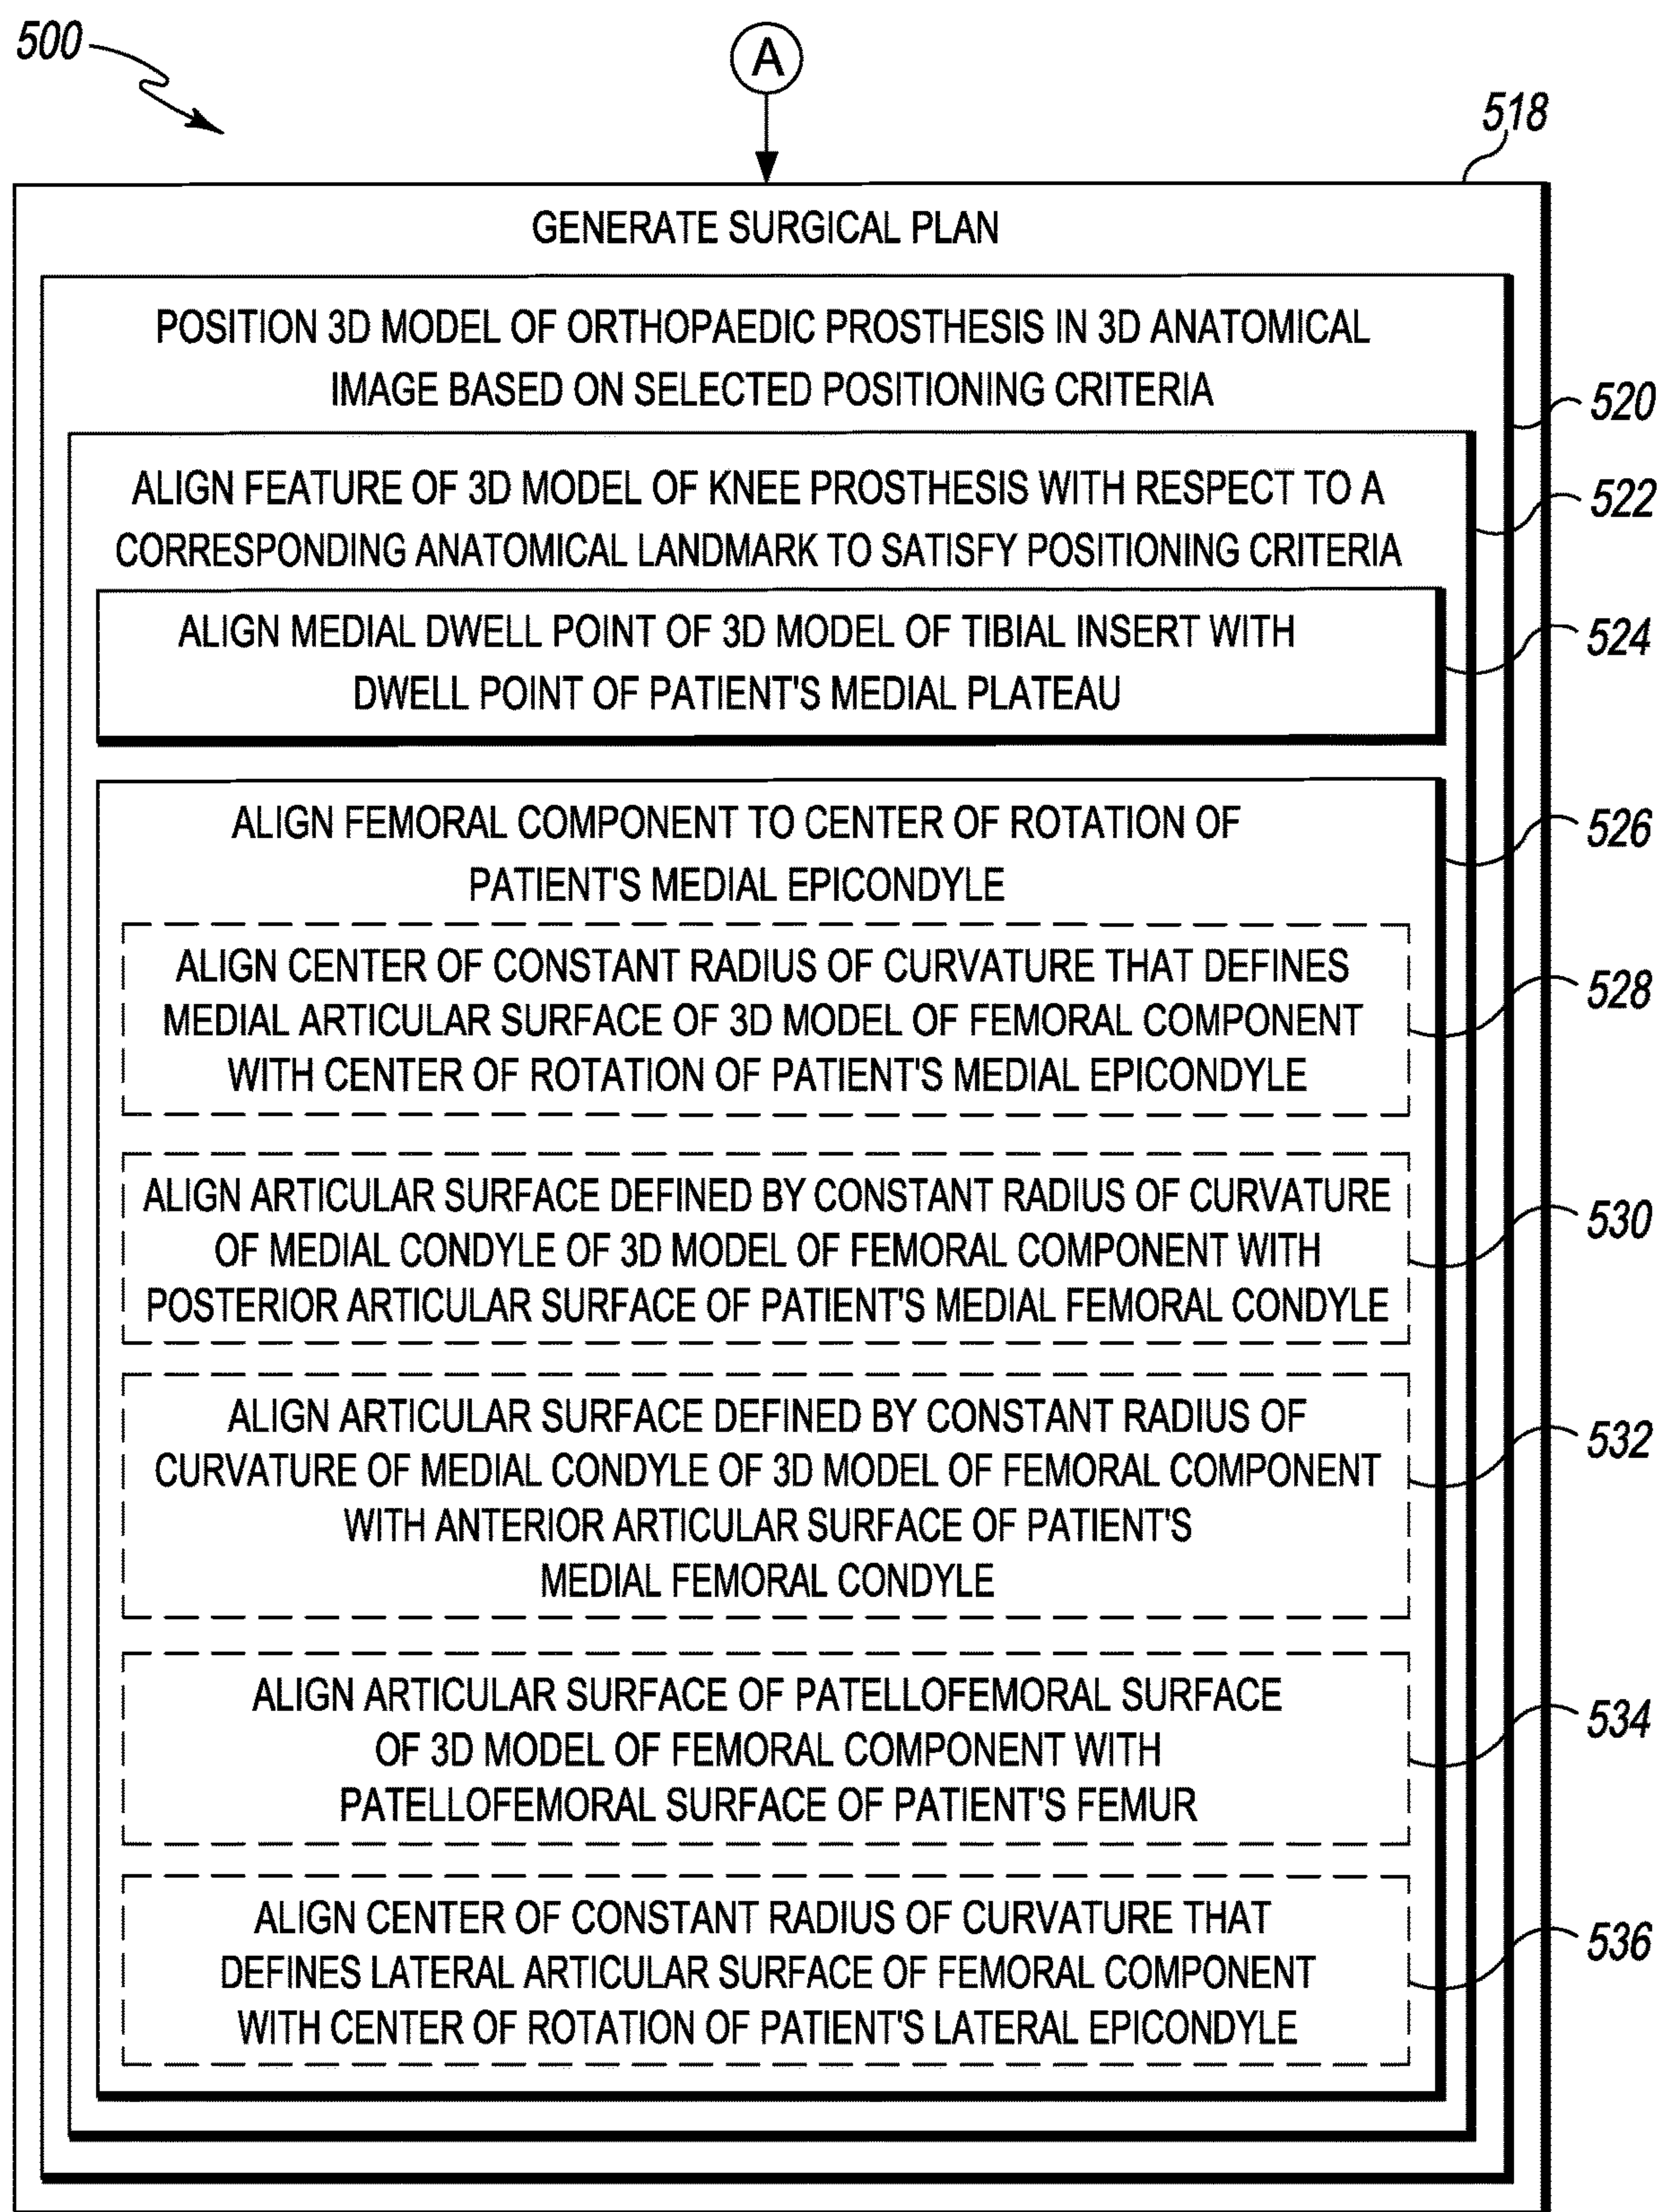 500
A
518
GENERATE SURGICAL PLAN
POSITION 3D MODEL OF ORTHOPAEDIC PROSTHESIS IN 3D ANATOMICAL
IMAGE BASED ON SELECTED POSITIONING CRITERIA
520
ALIGN FEATURE OF 3D MODEL OF KNEE PROSTHESIS WITH RESPECT TO A
CORRESPONDING ANATOMICAL LANDMARK TO SATISFY POSITIONING CRITERIA
522
ALIGN MEDIAL DWELL POINT OF 3D MODEL OF TIBIAL INSERT WITH
DWELL POINT OF PATIENT'S MEDIAL PLATEAU
524
ALIGN FEMORAL COMPONENT TO CENTER OF ROTATION OF
PATIENT'S MEDIAL EPICONDYLE
526
ALIGN CENTER OF CONSTANT RADIUS OF CURVATURE THAT DEFINES
MEDIAL ARTICULAR SURFACE OF 3D MODEL OF FEMORAL COMPONENT
WITH CENTER OF ROTATION OF PATIENT'S MEDIAL EPICONDYLE
528
ALIGN ARTICULAR SURFACE DEFINED BY CONSTANT RADIUS OF CURVATURE
OF MEDIAL CONDYLE OF 3D MODEL OF FEMORAL COMPONENT WITH
POSTERIOR ARTICULAR SURFACE OF PATIENT'S MEDIAL FEMORAL CONDYLE
530
ALIGN ARTICULAR SURFACE DEFINED BY CONSTANT RADIUS OF
CURVATURE OF MEDIAL CONDYLE OF 3D MODEL OF FEMORAL COMPONENT
WITH ANTERIOR ARTICULAR SURFACE OF PATIENT'S
MEDIAL FEMORAL CONDYLE
532
ALIGN ARTICULAR SURFACE OF PATELLOFEMORAL SURFACE
OF 3D MODEL OF FEMORAL COMPONENT WITH
PATELLOFEMORAL SURFACE OF PATIENT'S FEMUR
534
ALIGN CENTER OF CONSTANT RADIUS OF CURVATURE THAT
DEFINES LATERAL ARTICULAR SURFACE OF FEMORAL COMPONENT
WITH CENTER OF ROTATION OF PATIENT'S LATERAL EPICONDYLE
536